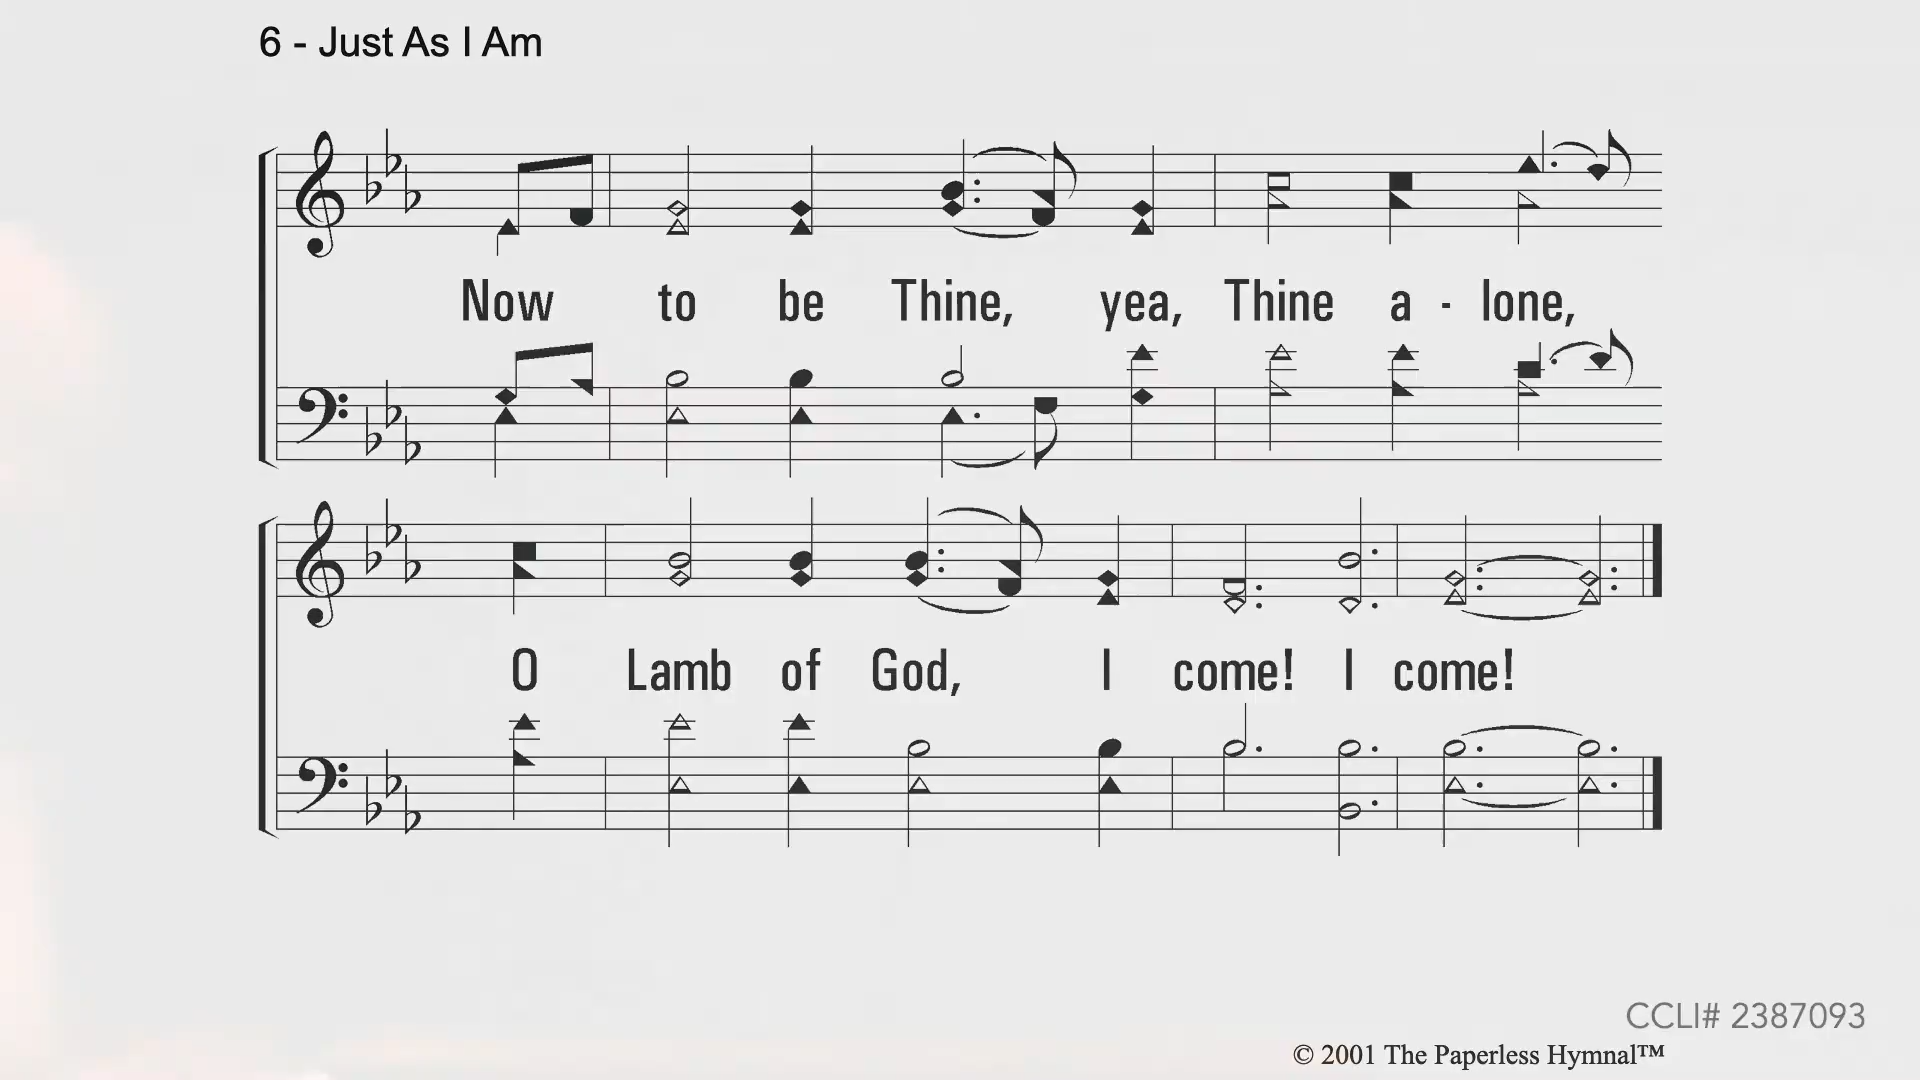 6 - Just As I Am
Now to be Thine, yea, Thine a - lone,
O Lamb of God, I come! I come!
CCLI# 2387093
© 2001 The Paperless Hymnal™